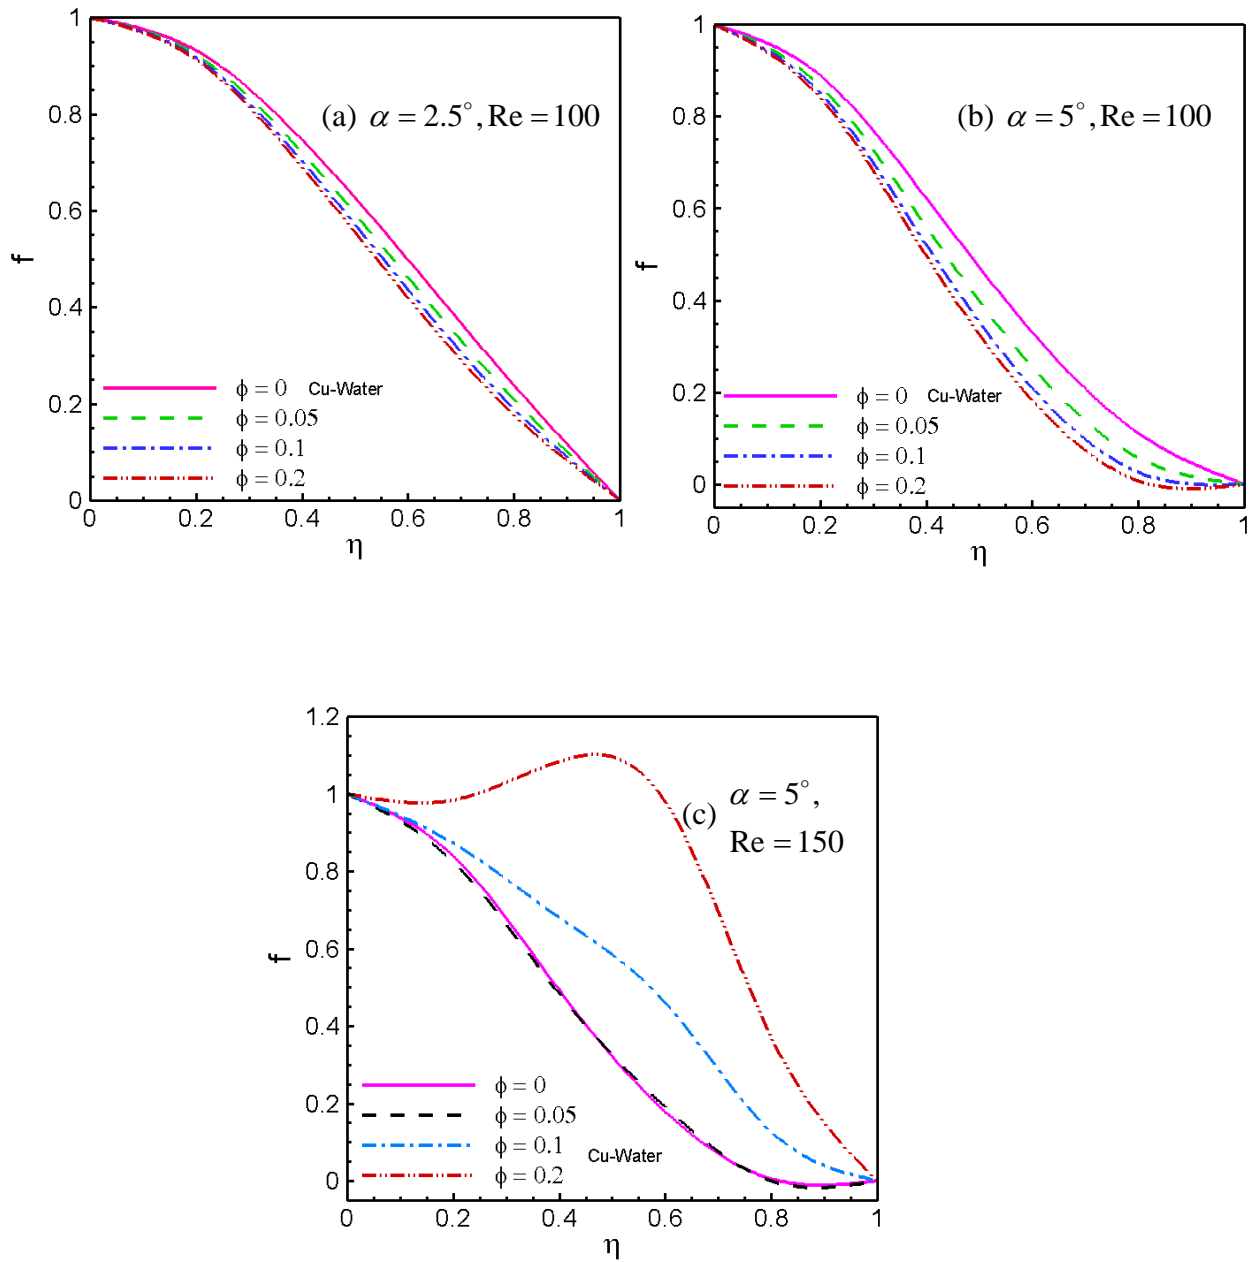 1
0.8
0.6
0.4
0.2
0
f
(a) α = 2.5°, Re = 100
ϕ = 0 Cu-Water
ϕ = 0.05
ϕ = 0.1
ϕ = 0.2
0 0.2 0.4 0.6 0.8 1
η
1
0.8
0.6
0.4
0.2
0
f
(b) α = 5°, Re = 100
ϕ = 0 Cu-Water
ϕ = 0.05
ϕ = 0.1
ϕ = 0.2
0 0.2 0.4 0.6 0.8 1
η
1.2
1
0.8
0.6
0.4
0.2
0
f
(c) α = 5°,
Re = 150
ϕ = 0
ϕ = 0.05
ϕ = 0.1
Cu-Water
ϕ = 0.2
0 0.2 0.4 0.6 0.8 1
η